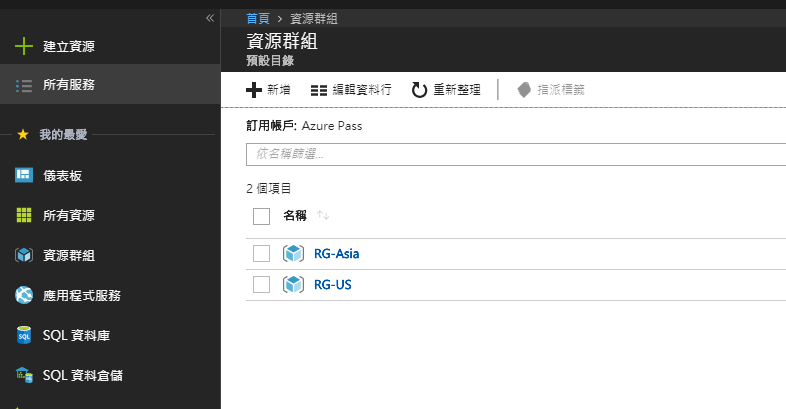 首頁 > 資源群組
資源群組
預設目錄
建立資源
所有服務
我的最愛
儀表板
所有資源
資源群組
應用程式服務
SQL 資料庫
SQL 資料倉儲
新增 編輯資料行 重新整理 指派標籤
訂用帳戶: Azure Pass
依名稱篩選...
2 個項目
名稱
RG-Asia
RG-US